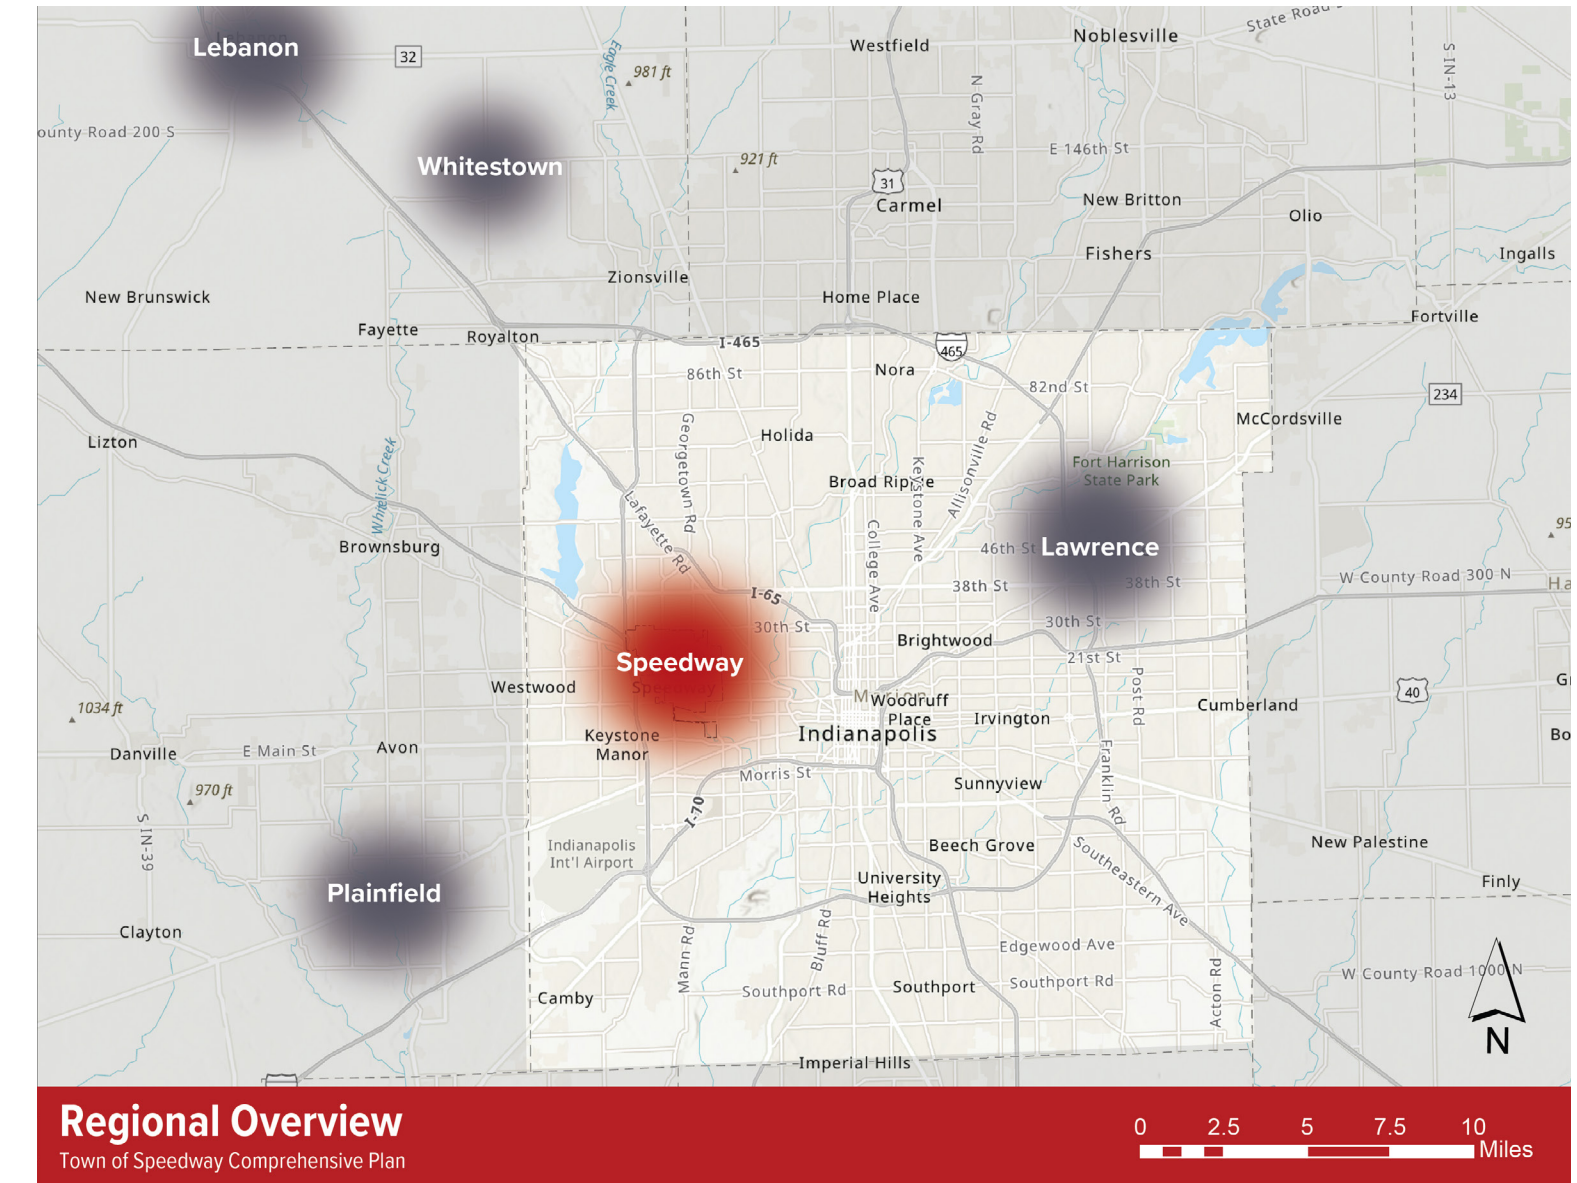 Lebanon
Westfield
Noblesville
State Road
32
Eagle Creek
981 ft
N Gray Rd
S IN-13
ounty Road 200 S
E 146th St
921 ft
Whitestown
31
Carmel
New Britton
Olio
Fishers
Ingalls
Zionsville
New Brunswick
Home Place
Fortville
Fayette
Royalton
I-465
465
86th St
Nora
82nd St
234
McCordsville
Lizton
Georgetown Rd
Holida
Allisonville Rd
Keystone Ave
Fort Harrison
State Park
Broad Ripple
Whitelick Creek
Lafayette Rd
College Ave
Brownsburg
46th St
Lawrence
38th St
38th St
W County Road 300 N
Ha
95
I-65
30th St
30th St
Brightwood
Speedway
Speedway
21st St
Post Rd
Westwood
Marion
Woodruff
Place
Irvington
Cumberland
40
G
1034 ft
Keystone
Manor
Indianapolis
Bo
Danville
E Main St
Avon
Morris St
Franklin Rd
Sunnyview
970 ft
I-70
S IN-39
Indianapolis
Int'l Airport
Beech Grove
Southeastern Ave
New Palestine
Plainfield
University
Heights
Finly
Clayton
Mann Rd
Bluff Rd
Edgewood Ave
Acton Rd
W County Road 1000 N
Camby
Southport Rd
Southport
Southport Rd
N
Imperial Hills
Regional Overview
Town of Speedway Comprehensive Plan
0 2.5 5 7.5 10
Miles